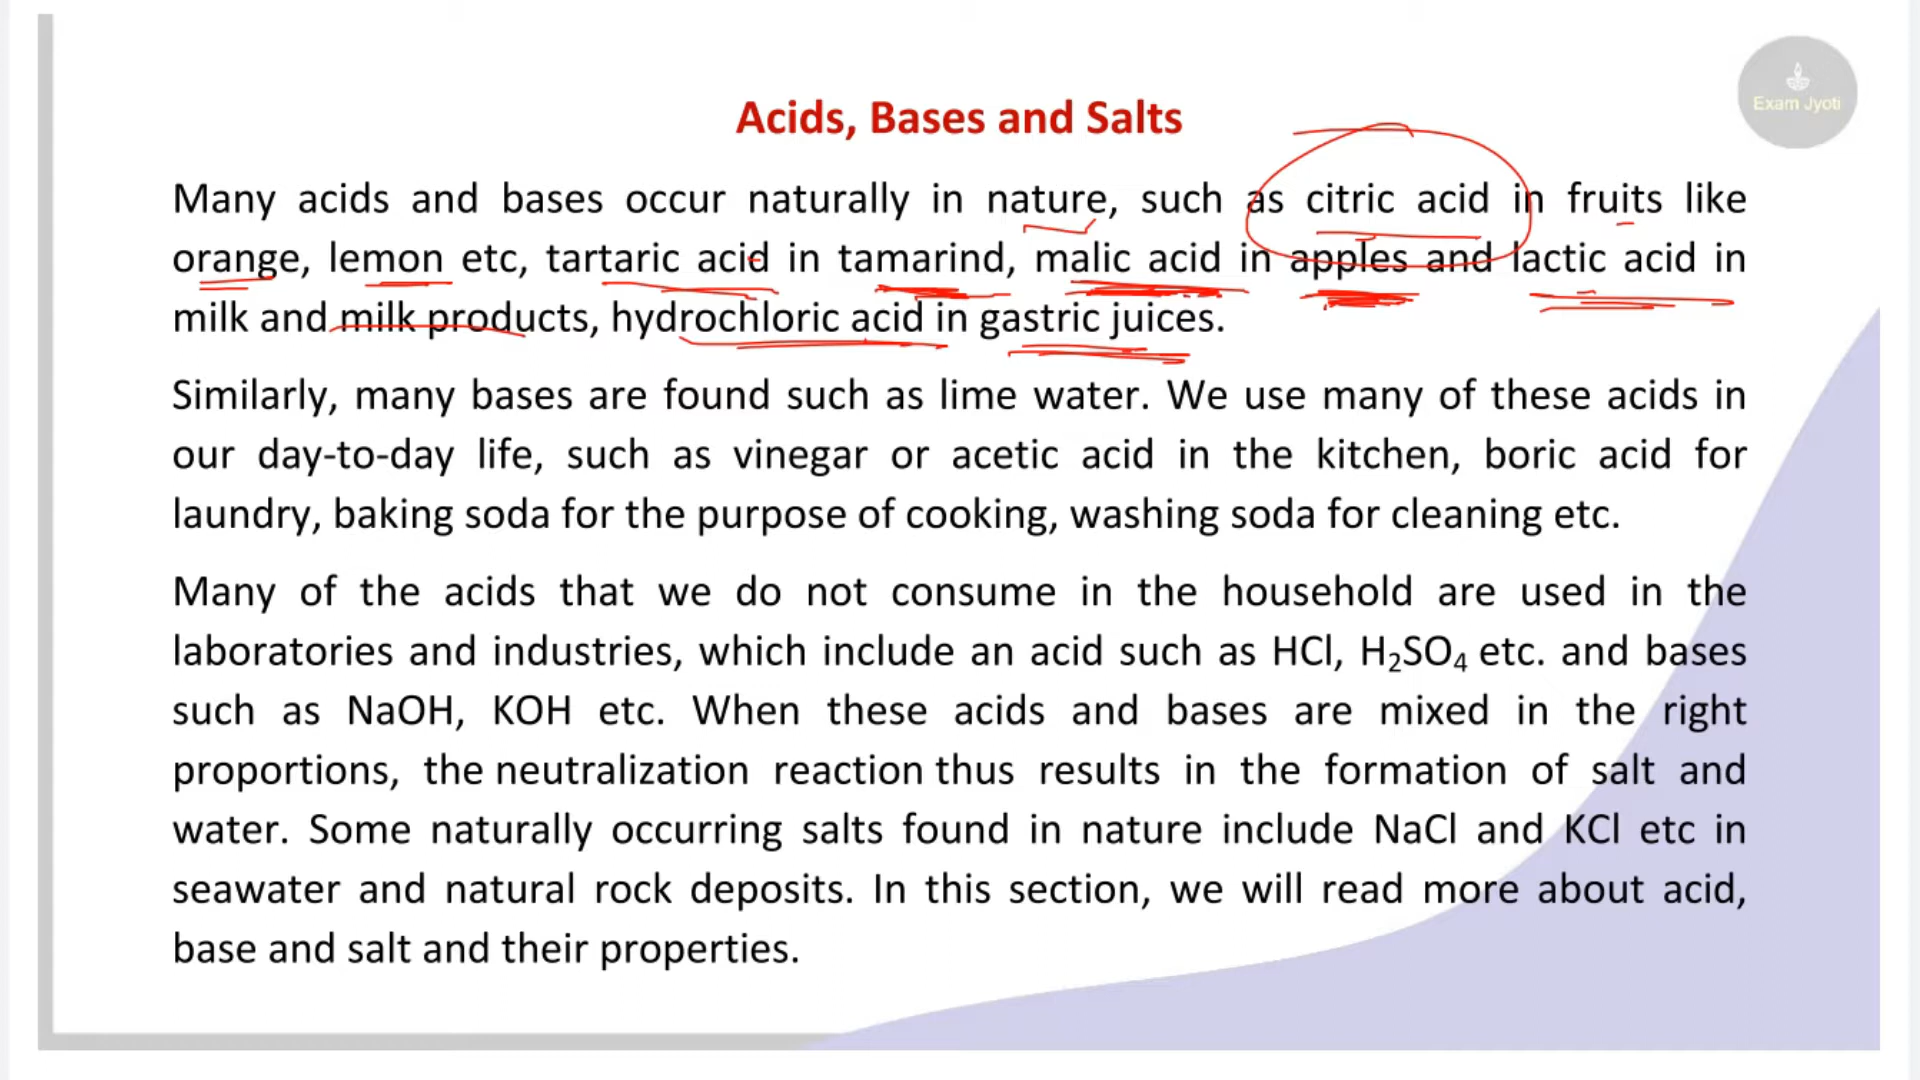 Exam Jyoti
Acids, Bases and Salts
Many acids and bases occur naturally in nature, such as citric acid in fruits like
orange, lemon etc, tartaric acid in tamarind, malic acid in apples and lactic acid in
milk and milk products, hydrochloric acid in gastric juices.
Similarly, many bases are found such as lime water. We use many of these acids in
our day-to-day life, such as vinegar or acetic acid in the kitchen, boric acid for
laundry, baking soda for the purpose of cooking, washing soda for cleaning etc.
Many of the acids that we do not consume in the household are used in the
laboratories and industries, which include an acid such as HCl, H₂SO₄ etc. and bases
such as NaOH, KOH etc. When these acids and bases are mixed in the right
proportions, the neutralization reaction thus results in the formation of salt and
water. Some naturally occurring salts found in nature include NaCl and KCl etc in
seawater and natural rock deposits. In this section, we will read more about acid,
base and salt and their properties.